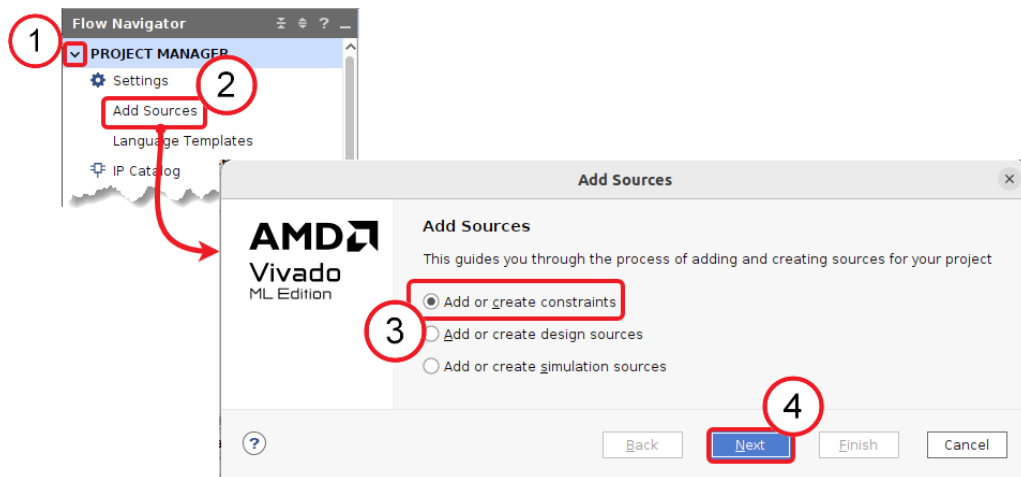 Flow Navigator ?
1
PROJECT MANAGER
Settings
2
Add Sources
Language Templates
IP Catalog
Add Sources
AMD
Vivado
ML Edition
Add Sources
This guides you through the process of adding and creating sources for your project
Add or create constraints
3
Add or create design sources
Add or create simulation sources
4
?
Back
Next
Finish
Cancel